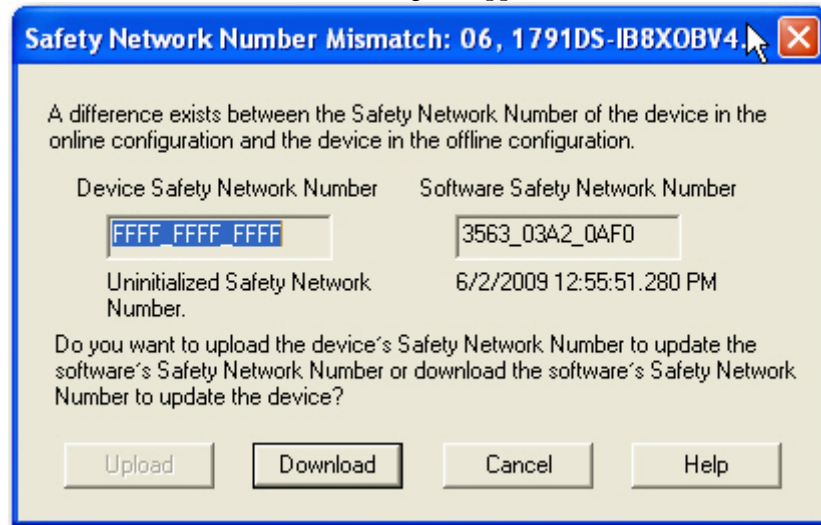 Safety Network Number Mismatch: 06, 1791DS-IB8XOBV4.
A difference exists between the Safety Network Number of the device in the
online configuration and the device in the offline configuration.
Device Safety Network Number Software Safety Network Number
FFFF_FFFF_FFFF 3563_03A2_0AF0
Uninitialized Safety Network 6/2/2009 12:55:51.280 PM
Number.
Do you want to upload the device's Safety Network Number to update the
software's Safety Network Number or download the software's Safety Network
Number to update the device?
Upload Download Cancel Help